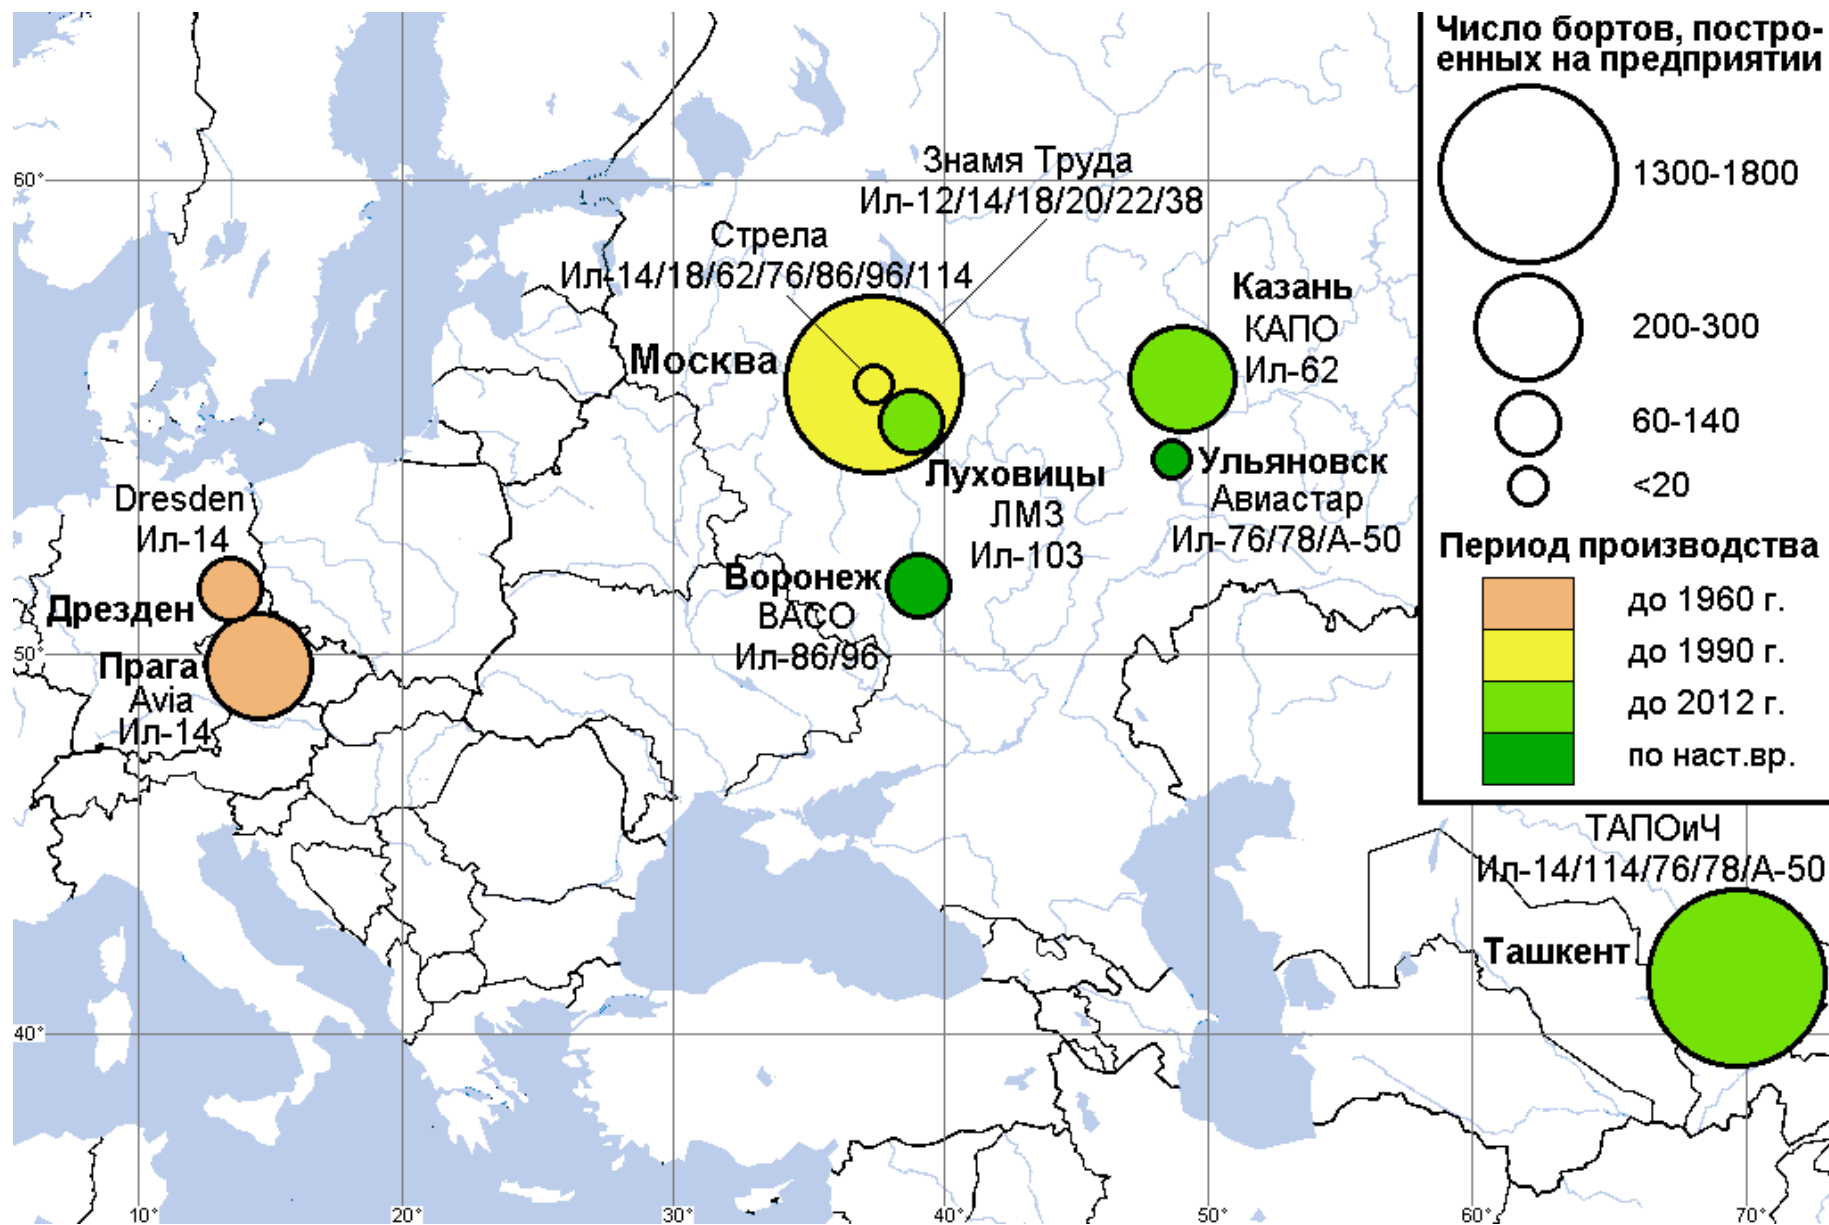 Число бортов, постро-
енных на предприятии
1300-1800
200-300
60-140
<20
Период производства
до 1960 г.
до 1990 г.
до 2012 г.
по наст.вр.
Знамя Труда
Ил-12/14/18/20/22/38
Стрела
Ил-14/18/62/76/86/96/114
Москва
Казань
КАПО
Ил-62
Ульяновск
Авиастар
Ил-76/78/А-50
Луховицы
ЛМЗ
Ил-103
Воронеж
ВАСО
Ил-86/96
Dresden
Ил-14
Дрезден
Прага
Avia
Ил-14
ТАПОиЧ
Ил-14/114/76/78/А-50
Ташкент
60°
50°
40°
10°
20°
30°
40°
50°
60°
70°